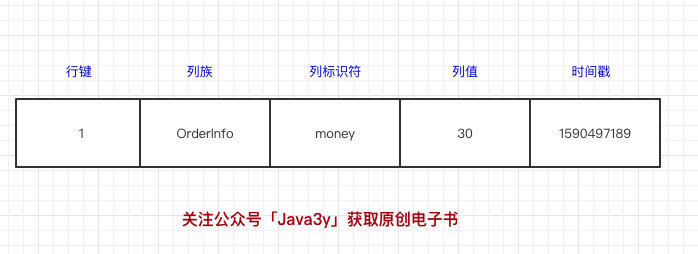 行键 列族 列标识符 列值 时间戳
1 OrderInfo money 30 1590497189
关注公众号「Java3y」获取原创电子书